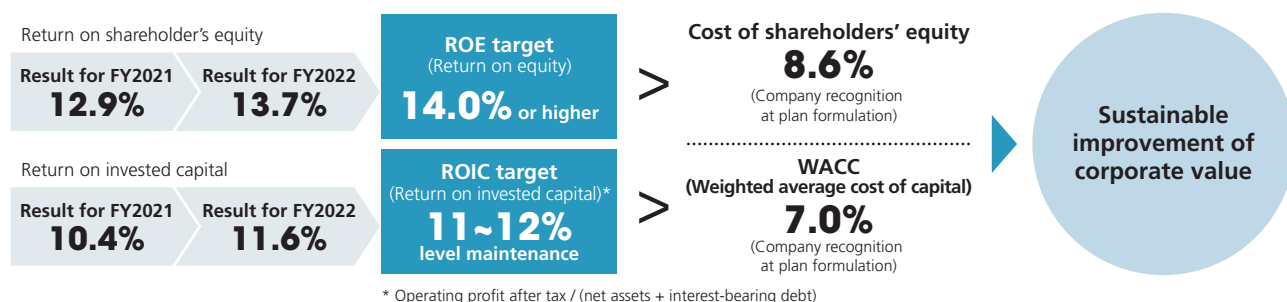 Return on shareholder's equity
Result for FY2021
12.9%
Result for FY2022
13.7%
ROE target
(Return on equity)
14.0% or higher
>
Cost of shareholders' equity
8.6%
(Company recognition
at plan formulation)
Return on invested capital
Result for FY2021
10.4%
Result for FY2022
11.6%
ROIC target
(Return on invested capital)*
11~12%
level maintenance
>
WACC
(Weighted average cost of capital)
7.0%
(Company recognition
at plan formulation)
Sustainable
improvement of
corporate value
* Operating profit after tax / (net assets + interest-bearing debt)